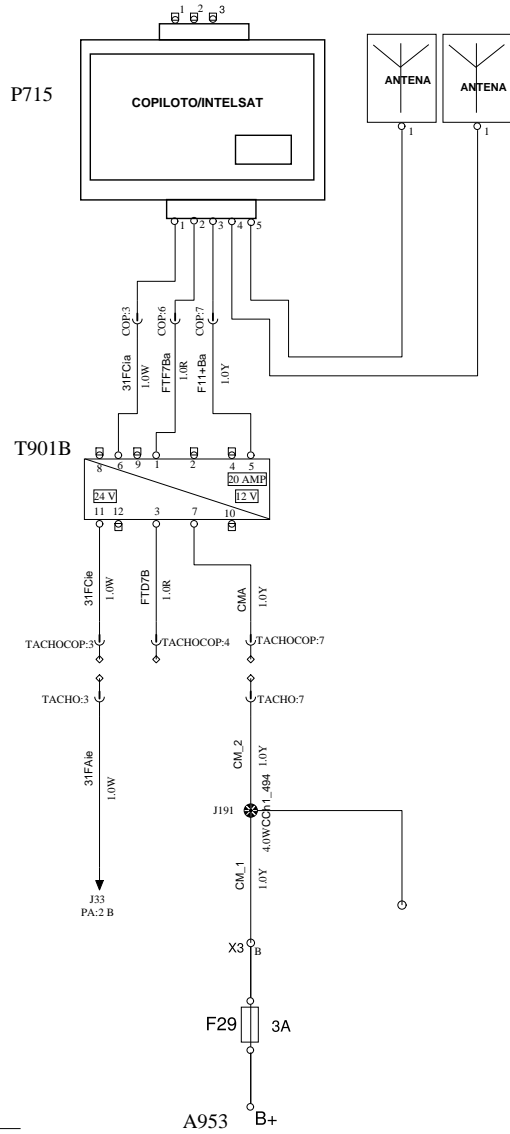 1 2 3
P715
COPILOTO/INTELSAT
ANTENA
ANTENA
1
1
1 2 3 4 5
COP:3
COP:6
COP:7
31FCia
1.0W
FTF7Ba
1.0R
F11+Ba
1.0Y
T901B
8 6 9 1 2 4 5
20 AMP
24 V
12 V
11 12 3 7 10
31FCie
1.0W
FTD7B
1.0R
CMA
1.0Y
TACHOCOP:3
TACHOCOP:4
TACHOCOP:7
TACHO:3
TACHO:7
31FAie
1.0W
CM_2
1.0Y
J191
CCh1_494
4.0W
CM_1
1.0Y
J33
PA:2 B
X3
B
F29
3A
A953
B+